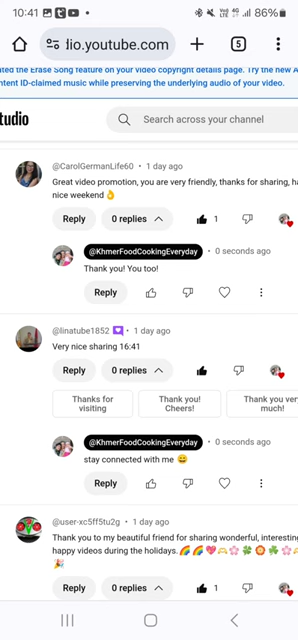 10:41
86%
dio.youtube.com
5
ted the Erase Song feature on your video copyright details page. Try the new
ntent ID-claimed music while preserving the underlying audio of your video.
tudio
Search across your channel
@CarolGermanLife60 • 1 day ago
Great video promotion, you are very friendly, thanks for sharing, ha
nice weekend 👌
Reply
0 replies
1
@KhmerFoodCookingEveryday • 0 seconds ago
Thank you! You too!
Reply
@linatube1852 • 1 day ago
Very nice sharing 16:41
Reply
0 replies
Thanks for
visiting
Thank you!
Cheers!
Thank you ver
much!
@KhmerFoodCookingEveryday • 0 seconds ago
stay connected with me 😄
Reply
@user-xc5ff5tu2g • 1 day ago
Thank you to my beautiful friend for sharing wonderful, interesting
happy videos during the holidays.
Reply
0 replies
1